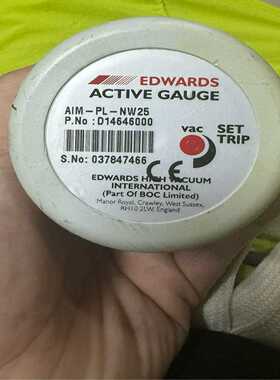 EDWARDS
ACTIVE GAUGE
AIM-PL-NW25
P.No : D14646000
vac
SET
TRIP
S.No: 037847466
CE
EDWARDS HIGH VACUUM
INTERNATIONAL
(Part Of BOC Limited)
Manor Royal, Crawley, West Sussex,
RH10 2LW, England